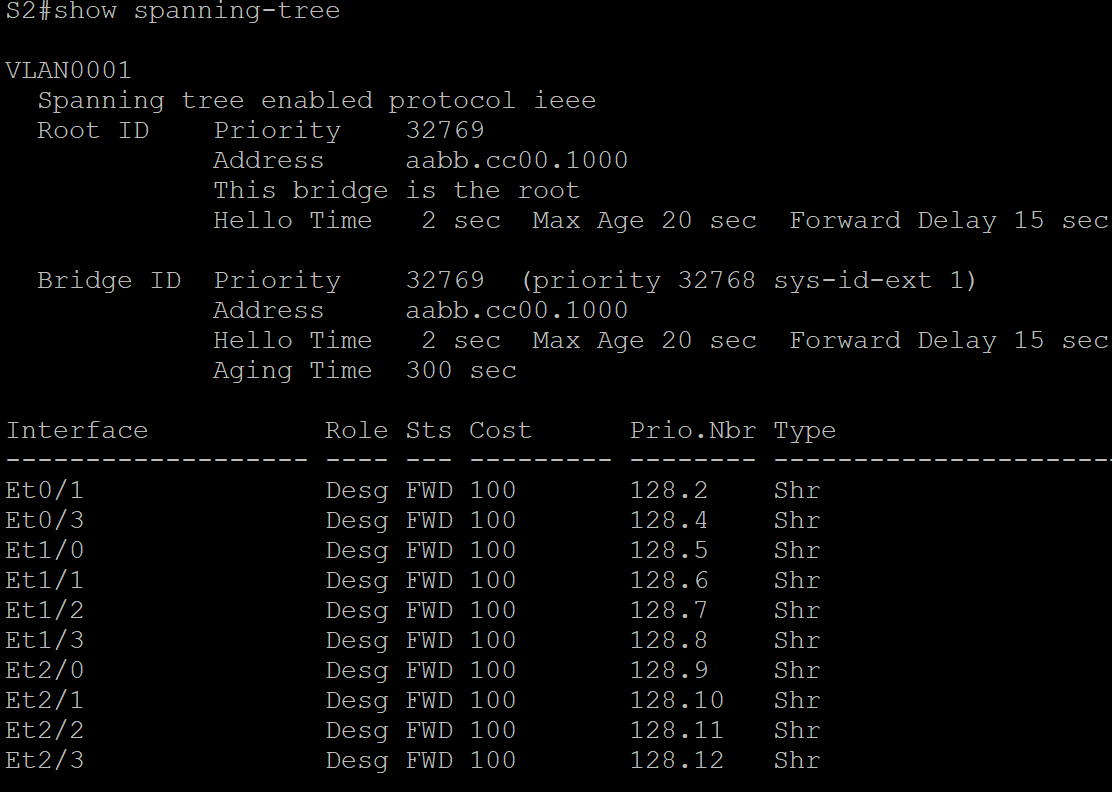 S2#show spanning-tree
VLAN0001
  Spanning tree enabled protocol ieee
  Root ID    Priority    32769
             Address     aabb.cc00.1000
             This bridge is the root
             Hello Time   2 sec  Max Age 20 sec  Forward Delay 15 sec
  Bridge ID  Priority    32769  (priority 32768 sys-id-ext 1)
             Address     aabb.cc00.1000
             Hello Time   2 sec  Max Age 20 sec  Forward Delay 15 sec
             Aging Time  300 sec
Interface           Role Sts Cost      Prio.Nbr Type
------------------- ---- --- --------- -------- ---------------------
Et0/1               Desg FWD 100       128.2    Shr
Et0/3               Desg FWD 100       128.4    Shr
Et1/0               Desg FWD 100       128.5    Shr
Et1/1               Desg FWD 100       128.6    Shr
Et1/2               Desg FWD 100       128.7    Shr
Et1/3               Desg FWD 100       128.8    Shr
Et2/0               Desg FWD 100       128.9    Shr
Et2/1               Desg FWD 100       128.10   Shr
Et2/2               Desg FWD 100       128.11   Shr
Et2/3               Desg FWD 100       128.12   Shr